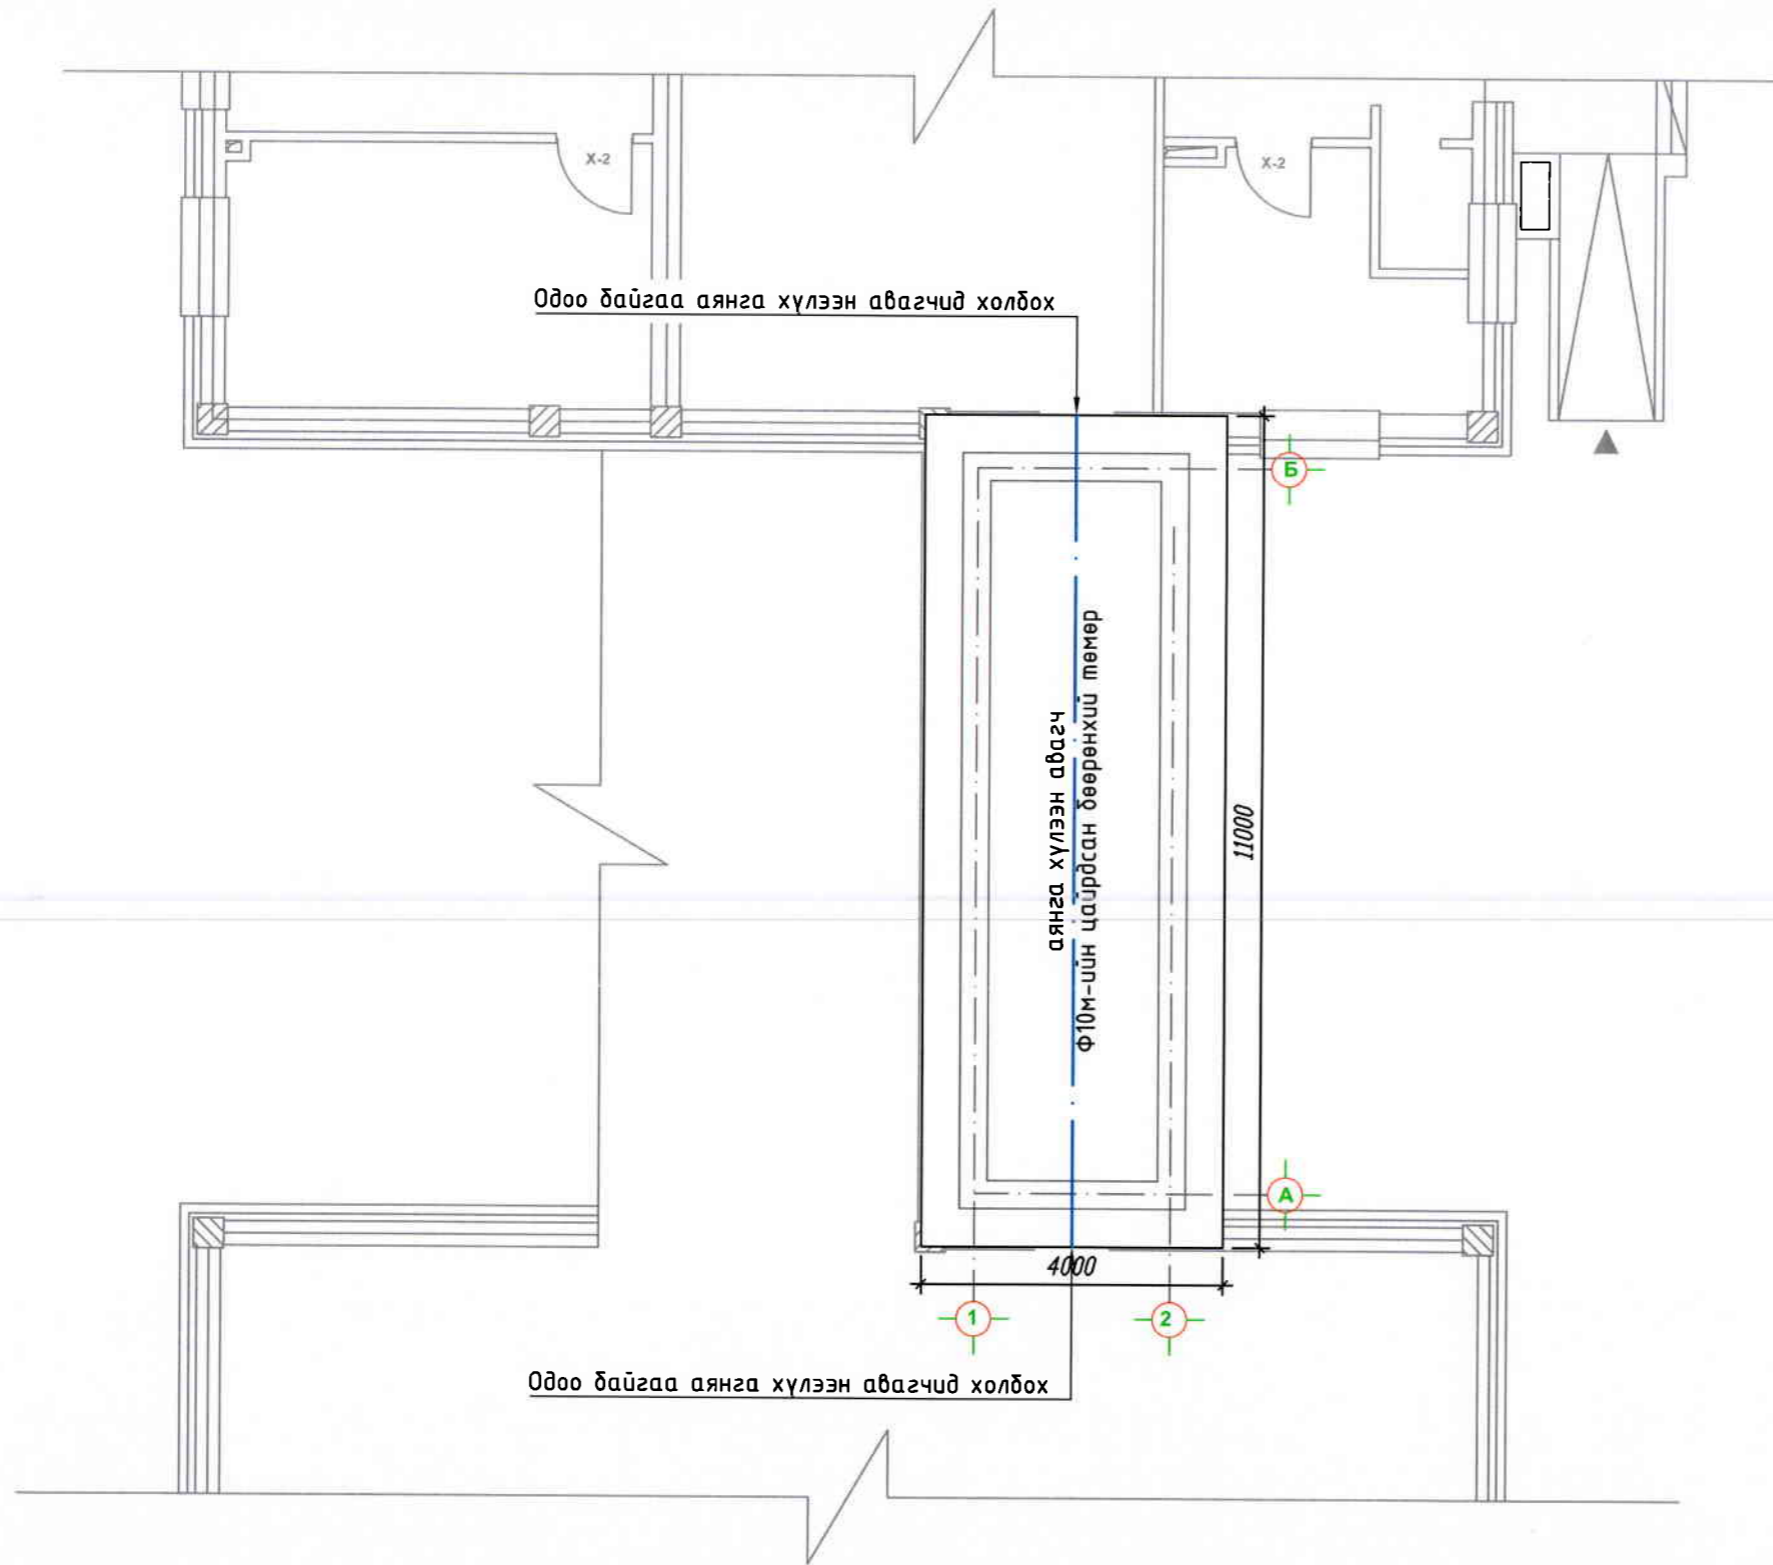 X-2
X-2
Одоо байгаа аянга хүлээн авагчид холбох
Б
аянга хүлээн авагч
Ф10м-ийн цайрдсан бөөрөнхий төмөр
11000
А
4000
1
2
Одоо байгаа аянга хүлээн авагчид холбох